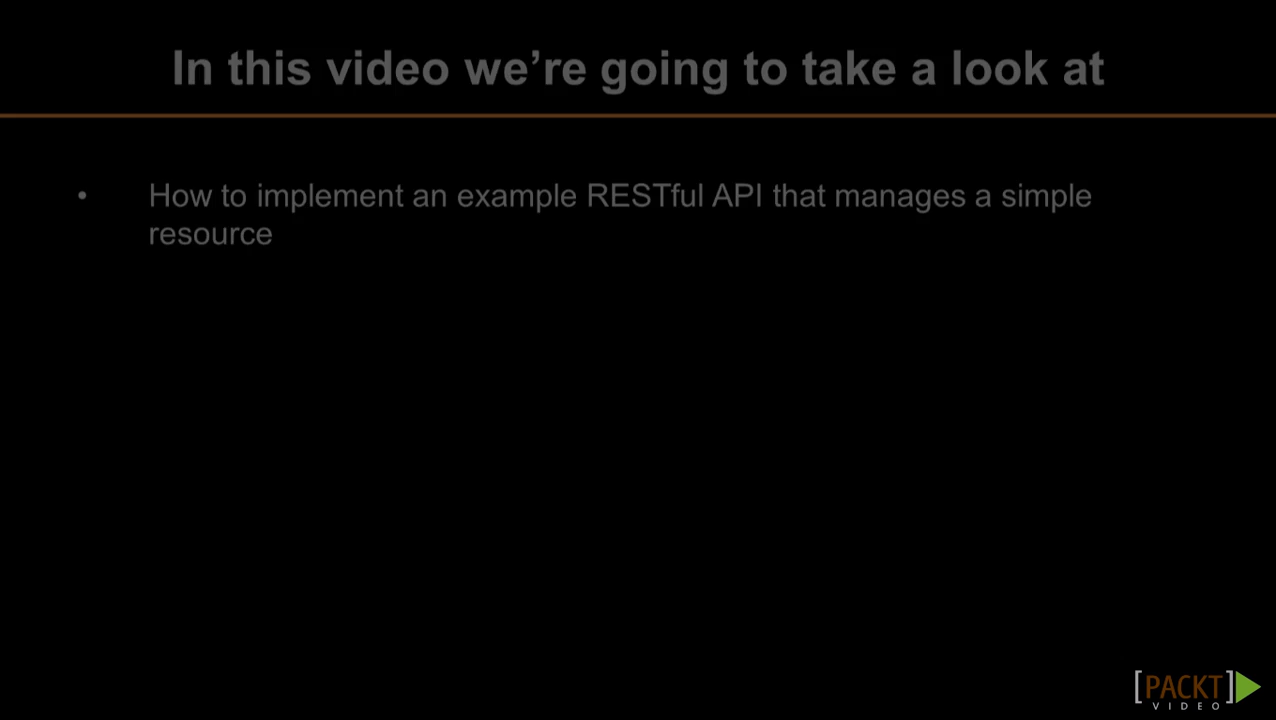 In this video we’re going to take a look at
• How to implement an example RESTful API that manages a simple
resource
[PACKT]
VIDEO